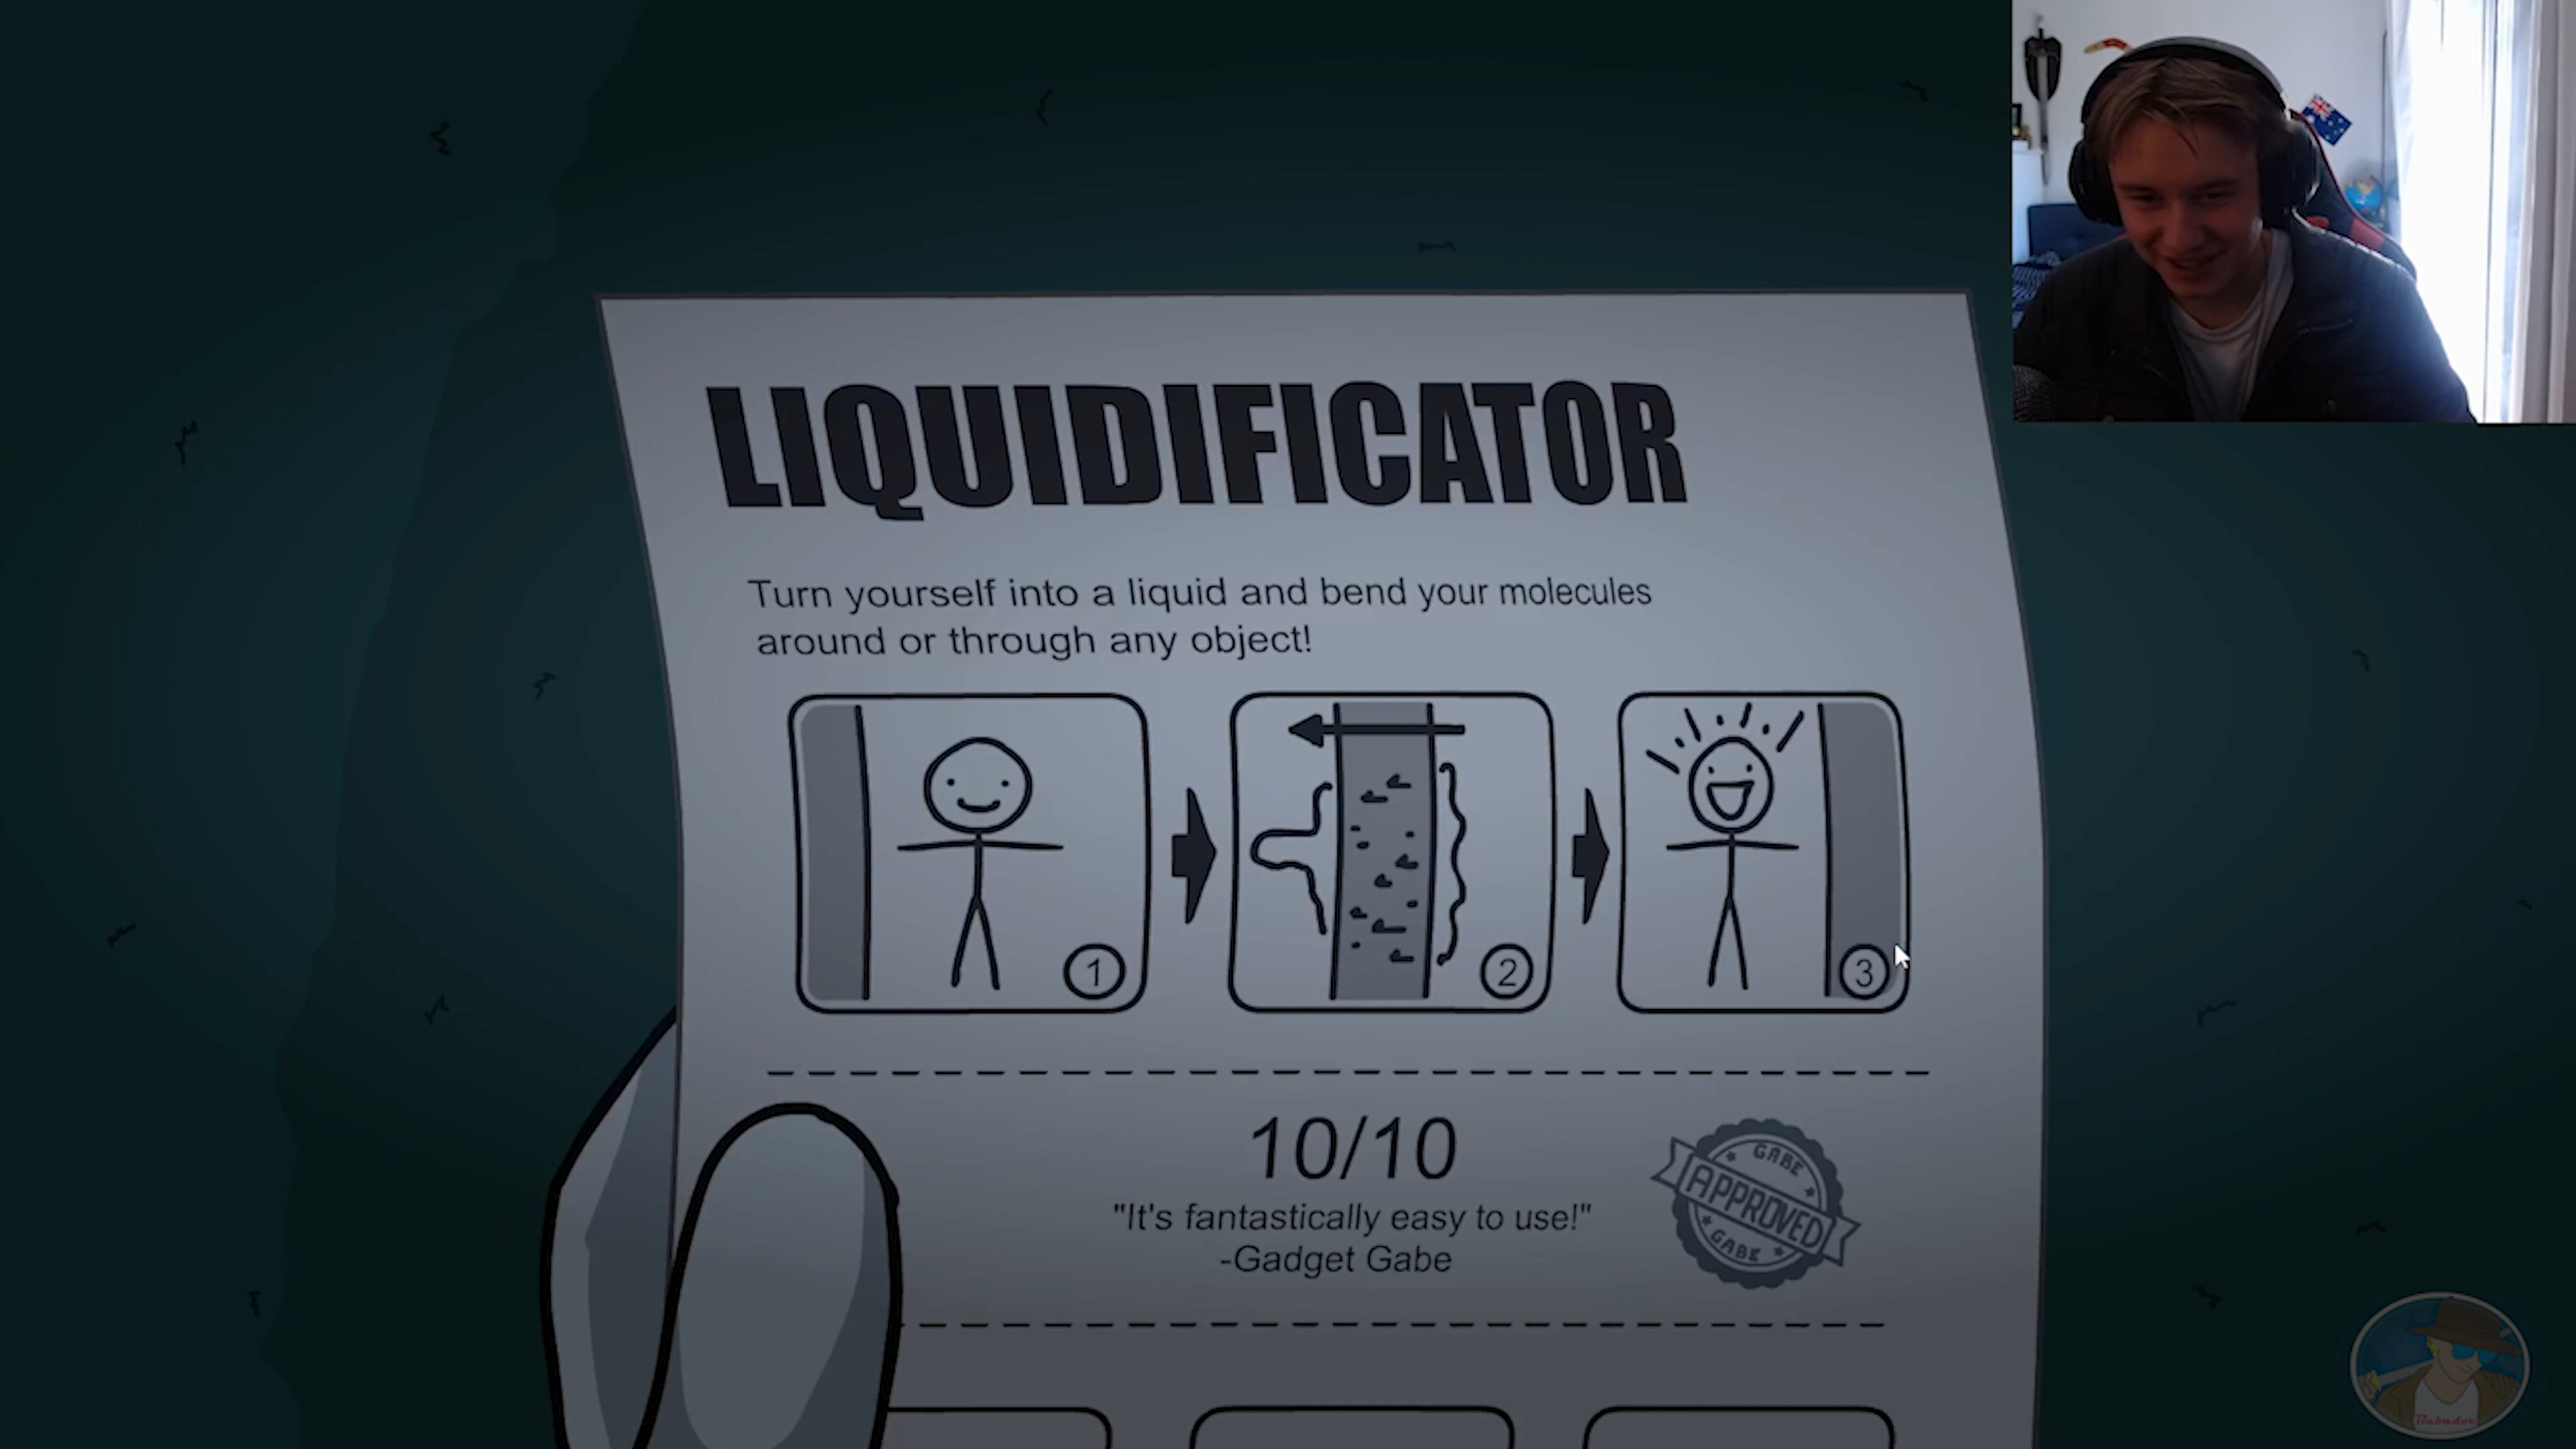 LIQUIDIFICATOR
Turn yourself into a liquid and bend your molecules
around or through any object!
1
2
3
10/10
"It's fantastically easy to use!"
-Gadget Gabe
GABE
APPROVED
GABE
Babadoc